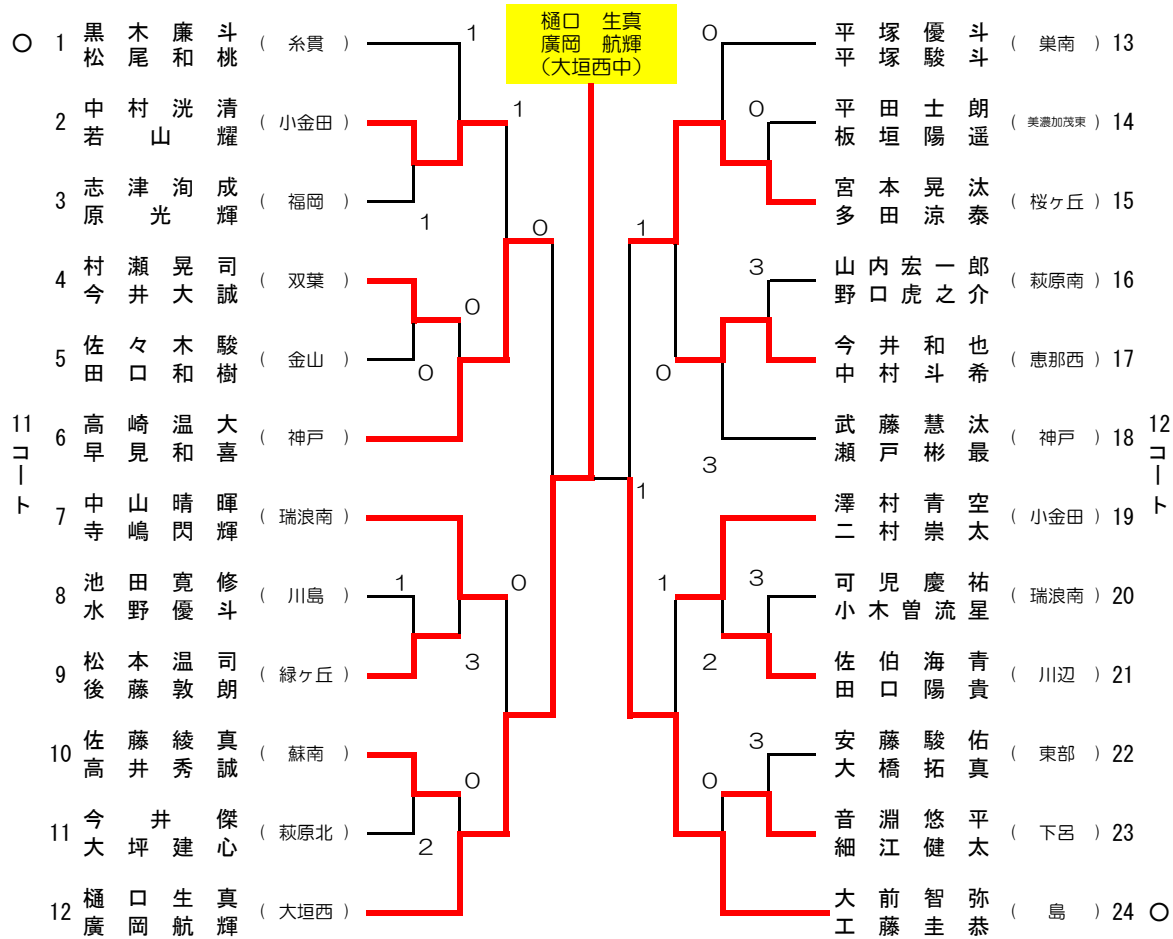 樋口 生真
廣岡 航輝
(大垣西中)
○ 1 黒木廉斗 松尾和桃 ( 糸貫 )
2 中村洸清 若山耀 ( 小金田 )
3 志津洵成 原光輝 ( 福岡 )
4 村瀬晃司 今井大誠 ( 双葉 )
5 佐々木駿 田口和樹 ( 金山 )
6 高崎温大 早見和喜 ( 神戸 )
7 中山晴暉 寺嶋閃輝 ( 瑞浪南 )
8 池田寛修 水野優斗 ( 川島 )
9 松本温司 後藤敦朗 ( 緑ヶ丘 )
10 佐藤綾真 高井秀誠 ( 蘇南 )
11 今井傑 大坪建心 ( 萩原北 )
12 樋口生真 廣岡航輝 ( 大垣西 )
11コート
1
1
1
0
0
0
1
0
3
0
2
平塚優斗 平塚駿斗 ( 巣南 ) 13
平田士朗 板垣陽遥 ( 美濃加茂東 ) 14
宮本晃汰 多田涼泰 ( 桜ヶ丘 ) 15
山内宏一郎 野口虎之介 ( 萩原南 ) 16
今井和也 中村斗希 ( 恵那西 ) 17
武藤慧汰 瀬戸彬最 ( 神戸 ) 18
澤村青空 二村崇太 ( 小金田 ) 19
可児慶祐 小木曽流星 ( 瑞浪南 ) 20
佐伯海青 田口陽貴 ( 川辺 ) 21
安藤駿佑 大橋拓真 ( 東部 ) 22
音淵悠平 細江健太 ( 下呂 ) 23
大前智弥 工藤圭恭 ( 島 ) 24 ○
12コート
0
0
1
3
0
3
1
1
3
2
3
0